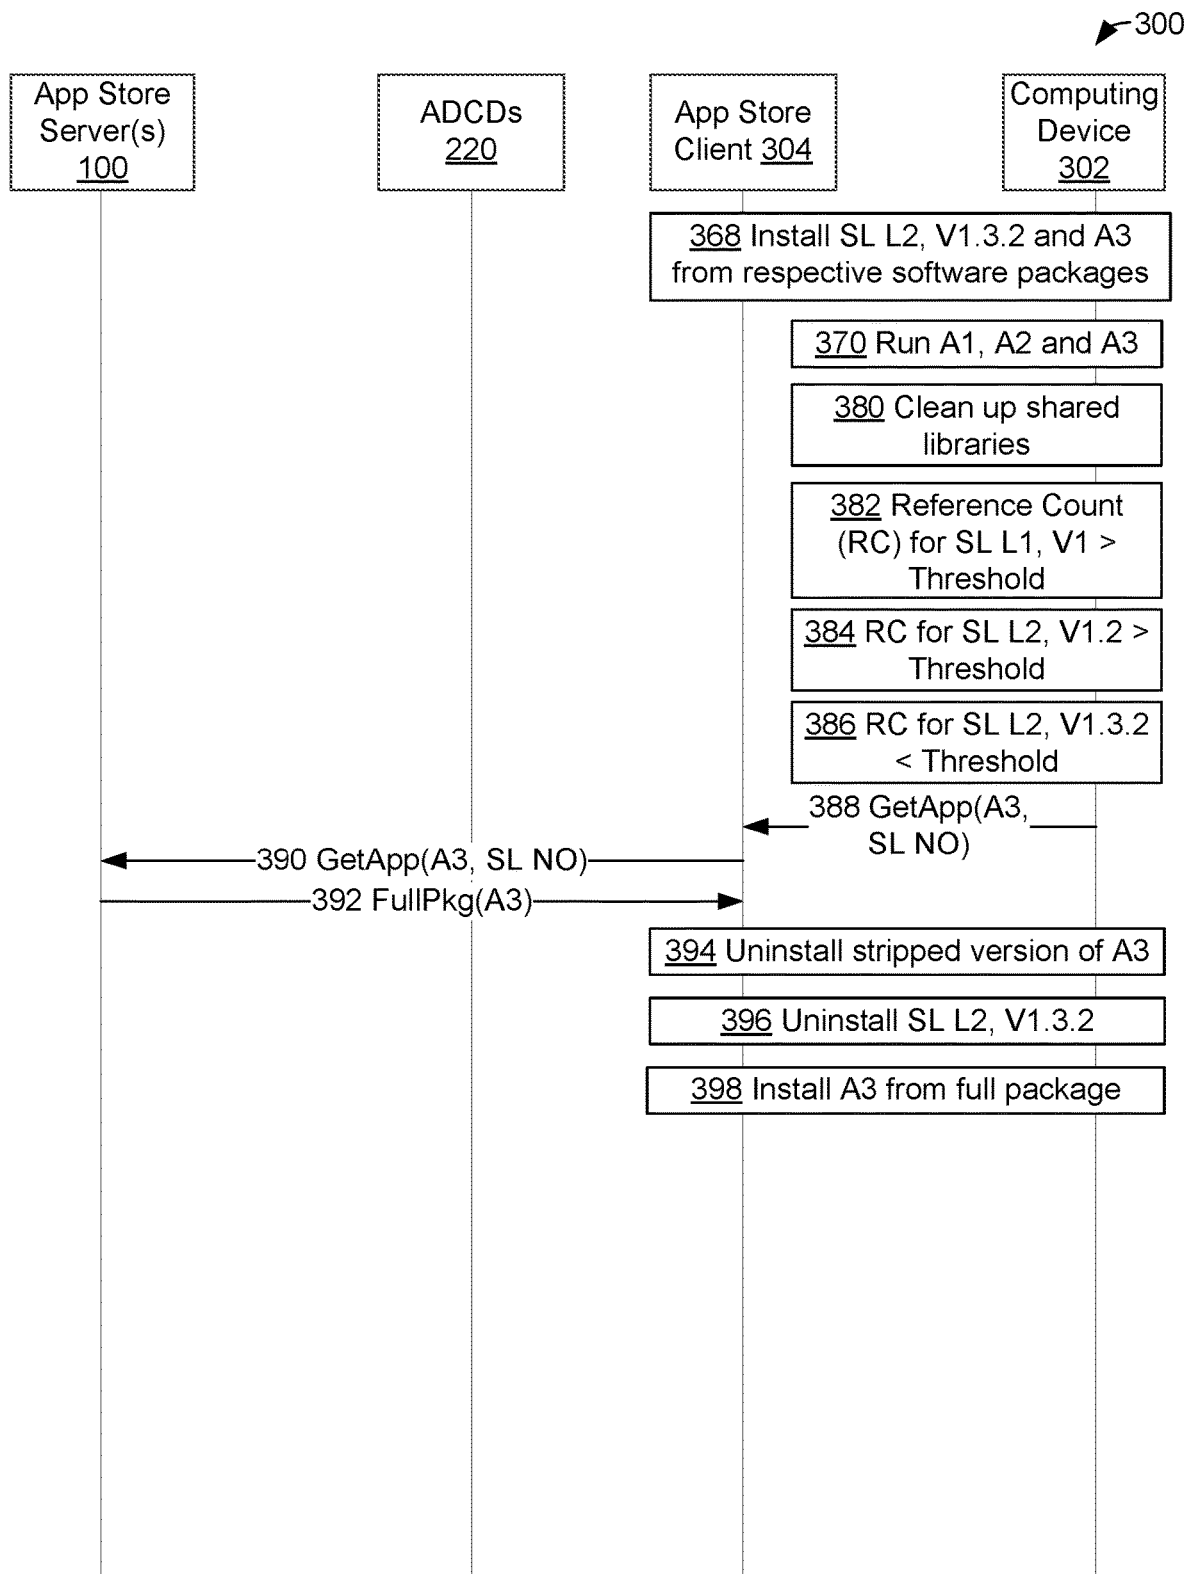 300
App Store
Server(s)
100
ADCDs
220
App Store
Client 304
Computing
Device
302
368 Install SL L2, V1.3.2 and A3
from respective software packages
370 Run A1, A2 and A3
380 Clean up shared
libraries
382 Reference Count
(RC) for SL L1, V1 >
Threshold
384 RC for SL L2, V1.2 >
Threshold
386 RC for SL L2, V1.3.2
< Threshold
388 GetApp(A3,
SL NO)
390 GetApp(A3, SL NO)
392 FullPkg(A3)
394 Uninstall stripped version of A3
396 Uninstall SL L2, V1.3.2
398 Install A3 from full package